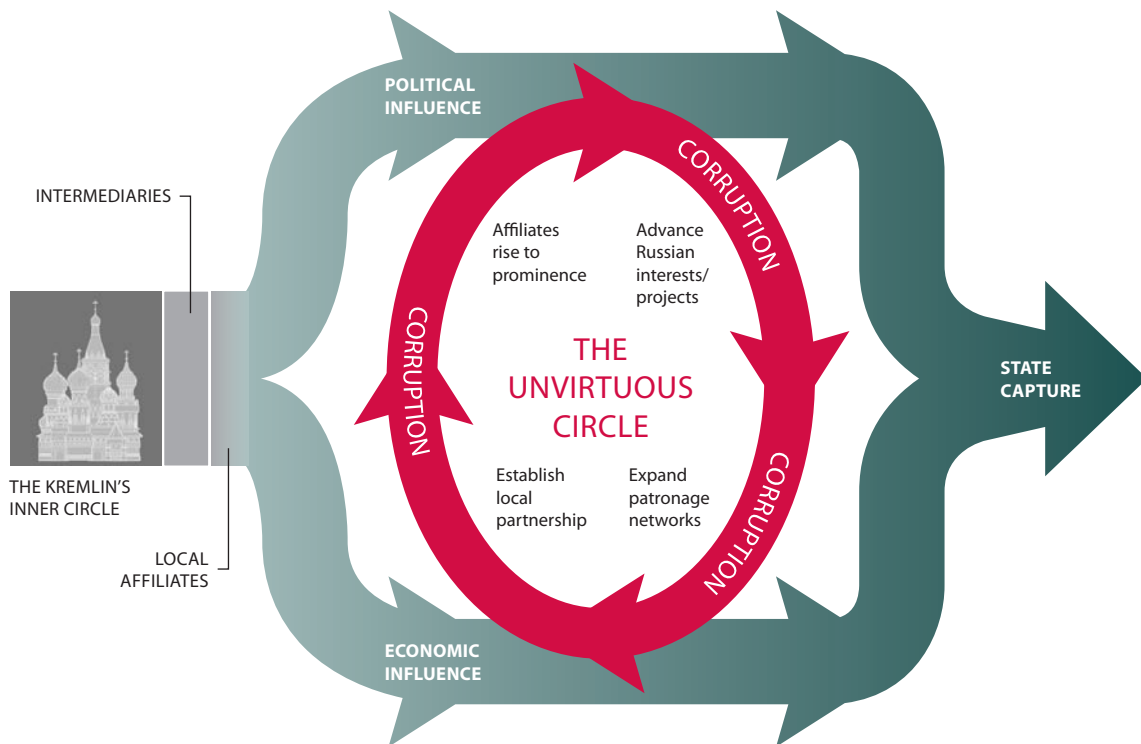 POLITICAL
INFLUENCE
CORRUPTION
INTERMEDIARIES
Affiliates
rise to
prominence
Advance
Russian
interests/
projects
CORRUPTION
THE
UNVIRTUOUS
CIRCLE
STATE
CAPTURE
THE KREMLIN'S
INNER CIRCLE
Establish
local
partnership
Expand
patronage
networks
CORRUPTION
LOCAL
AFFILIATES
ECONOMIC
INFLUENCE